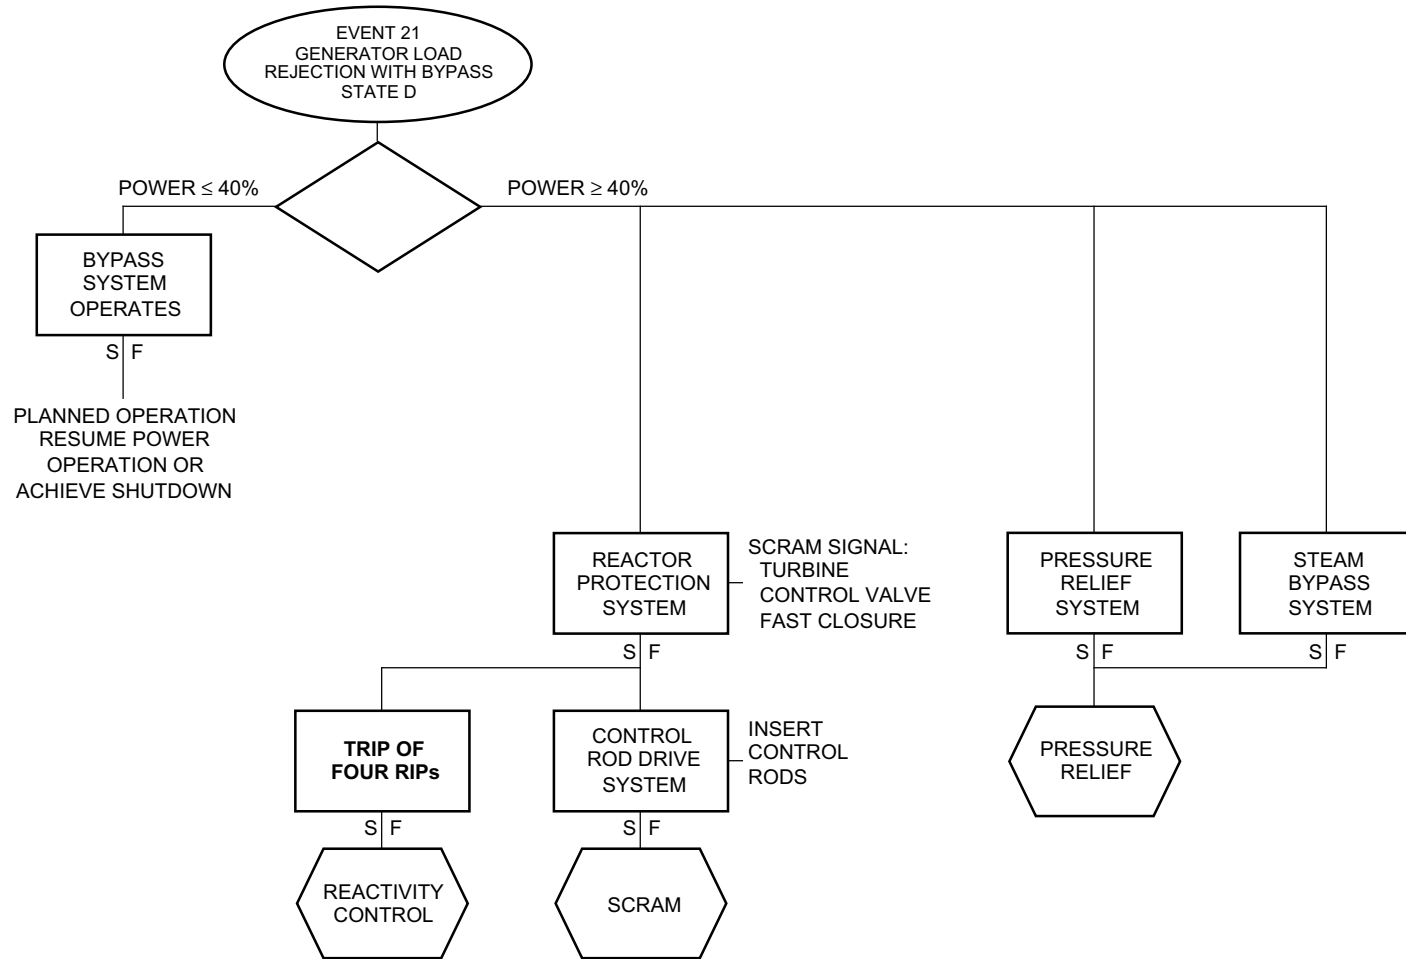 EVENT 21
GENERATOR LOAD
REJECTION WITH BYPASS
STATE D
POWER ≤ 40%
POWER ≥ 40%
BYPASS
SYSTEM
OPERATES
S F
PLANNED OPERATION
RESUME POWER
OPERATION OR
ACHIEVE SHUTDOWN
REACTOR
PROTECTION
SYSTEM
S F
SCRAM SIGNAL:
TURBINE
CONTROL VALVE
FAST CLOSURE
PRESSURE
RELIEF
SYSTEM
S F
STEAM
BYPASS
SYSTEM
S F
TRIP OF
FOUR RIPs
S F
CONTROL
ROD DRIVE
SYSTEM
S F
INSERT
CONTROL
RODS
PRESSURE
RELIEF
REACTIVITY
CONTROL
SCRAM